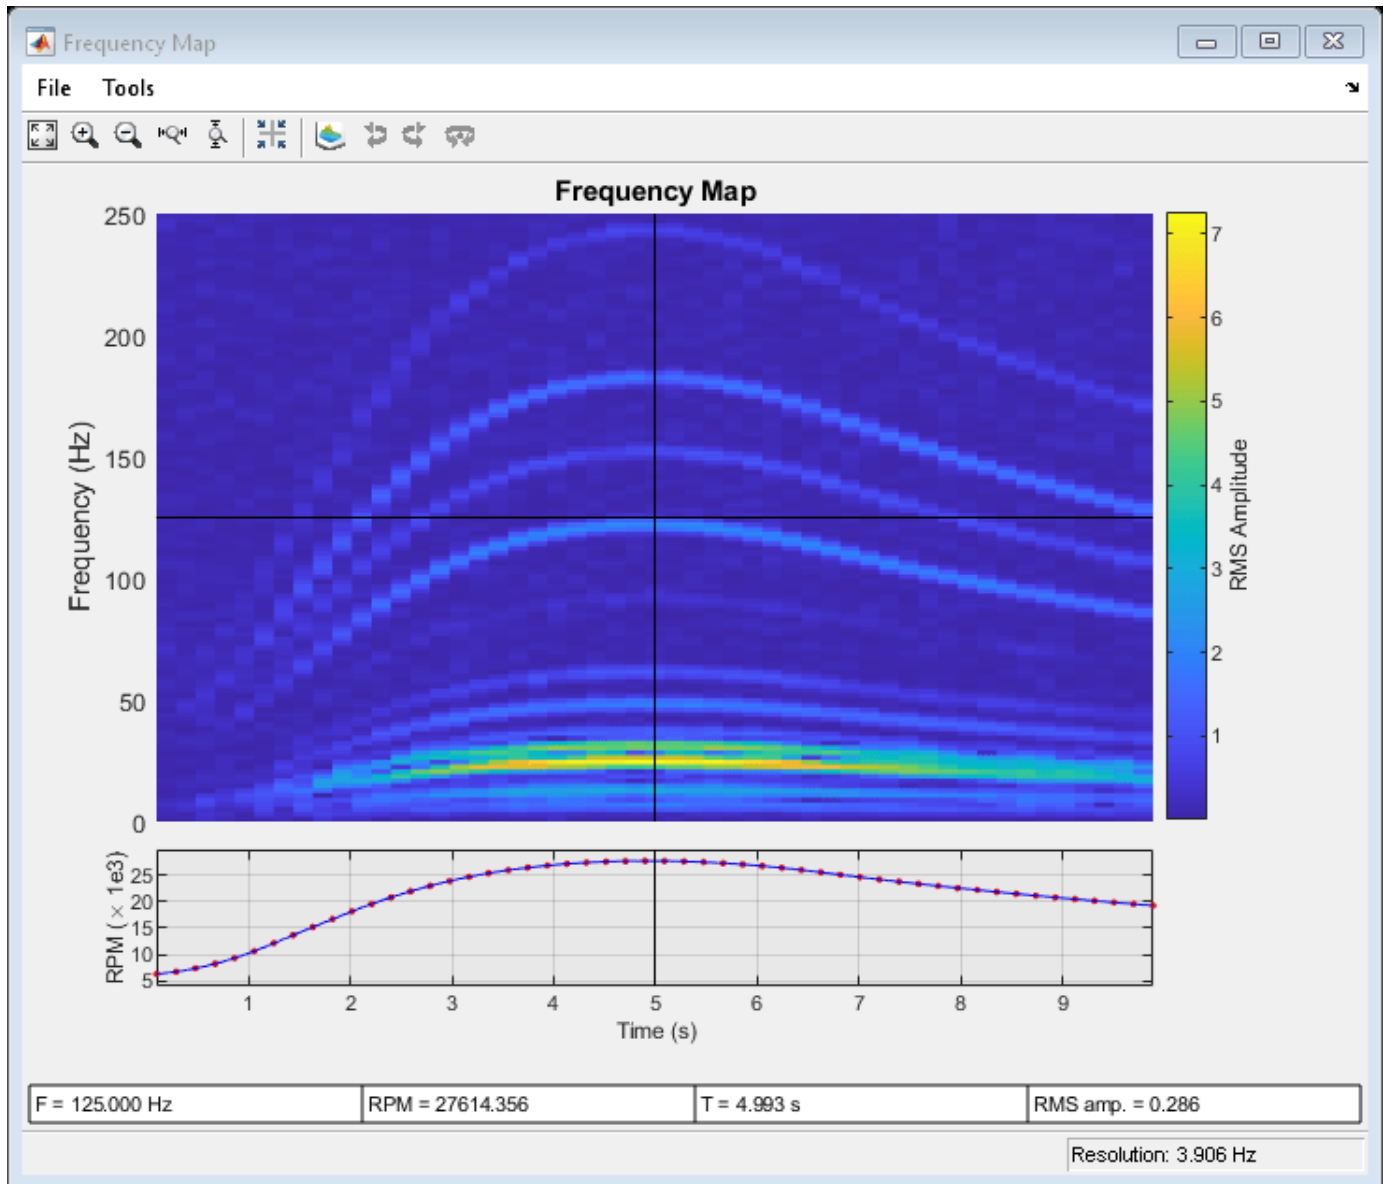 Frequency Map
File Tools
Frequency Map
250
200
150
100
50
0
Frequency (Hz)
7
6
5
4
3
2
1
RMS Amplitude
25
20
15
10
5
RPM ( × 1e3)
1 2 3 4 5 6 7 8 9
Time (s)
F = 125.000 Hz RPM = 27614.356 T = 4.993 s RMS amp. = 0.286
Resolution: 3.906 Hz